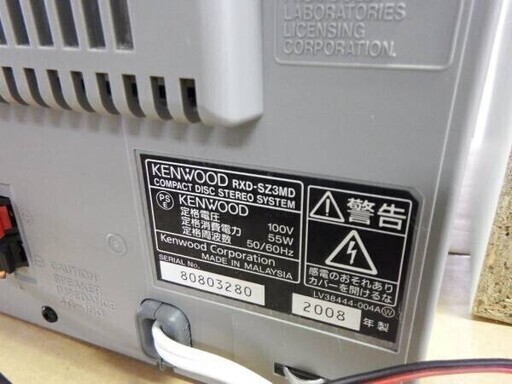 LABORATORIES
LICENSING
CORPORATION.
KENWOOD RXD-SZ3MD
COMPACT DISC STEREO SYSTEM
PS
E
KENWOOD
定格電圧 100V
定格消費電力 55W
定格周波数 50/60Hz
Kenwood Corporation
MADE IN MALAYSIA
SERIAL No.
80803280
警告
感電のおそれあり
カバーを開けるな
LV38444-004A W
2008 年製
CAUTION
SPEAKER
IMPEDANCE